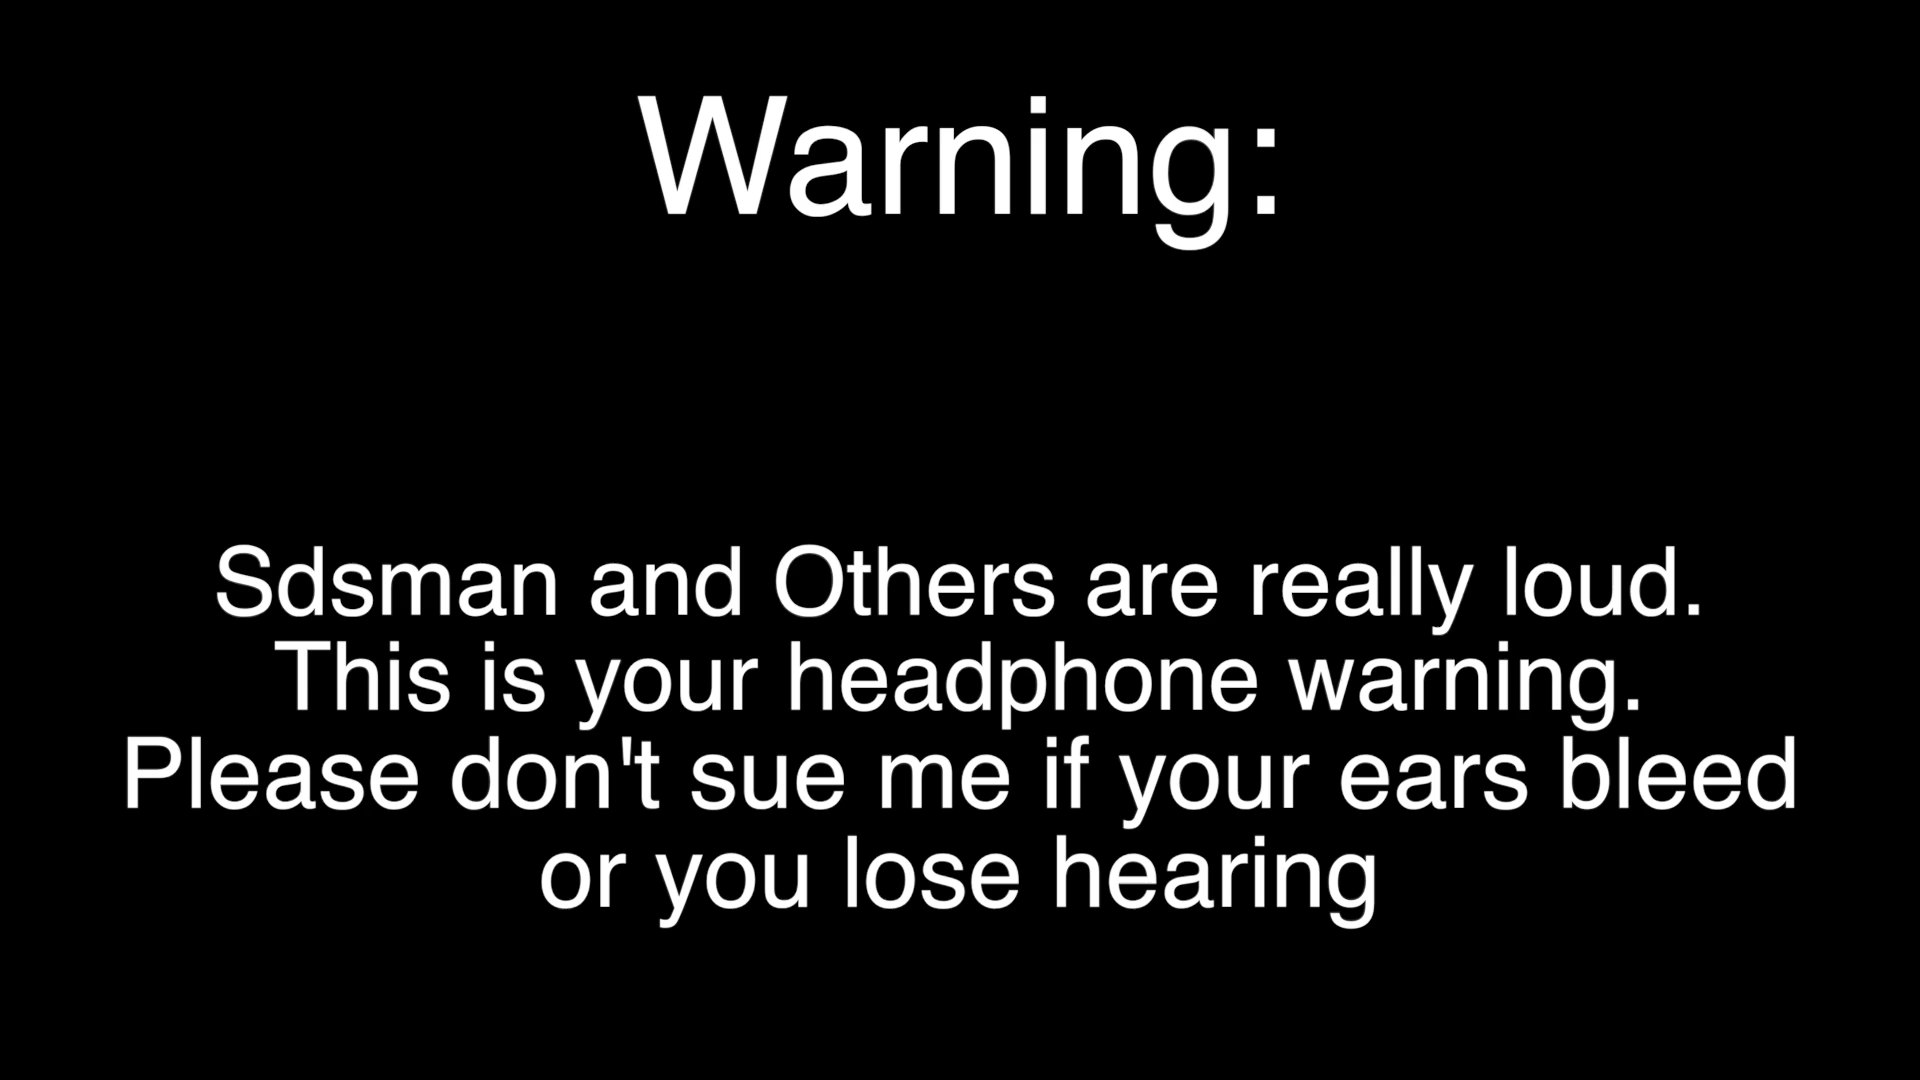 Warning:
Sdsman and Others are really loud.
This is your headphone warning.
Please don't sue me if your ears bleed
or you lose hearing